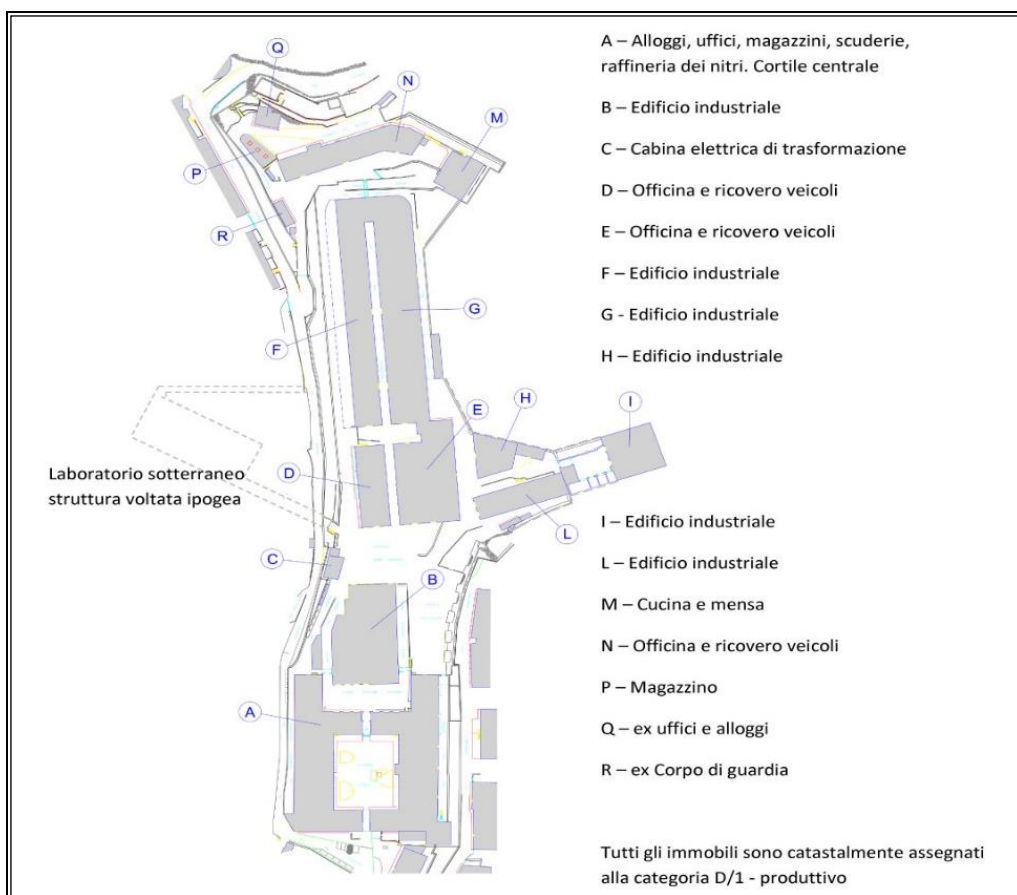 A – Alloggi, uffici, magazzini, scuderie,
raffineria dei nitri. Cortile centrale
B – Edificio industriale
C – Cabina elettrica di trasformazione
D – Officina e ricovero veicoli
E – Officina e ricovero veicoli
F – Edificio industriale
G - Edificio industriale
H – Edificio industriale
Q
N
M
P
R
G
F
E
H
I
Laboratorio sotterraneo
struttura voltata ipogea
D
L
C
B
A
I – Edificio industriale
L – Edificio industriale
M – Cucina e mensa
N – Officina e ricovero veicoli
P – Magazzino
Q – ex uffici e alloggi
R – ex Corpo di guardia
Tutti gli immobili sono catastalmente assegnati
alla categoria D/1 - produttivo